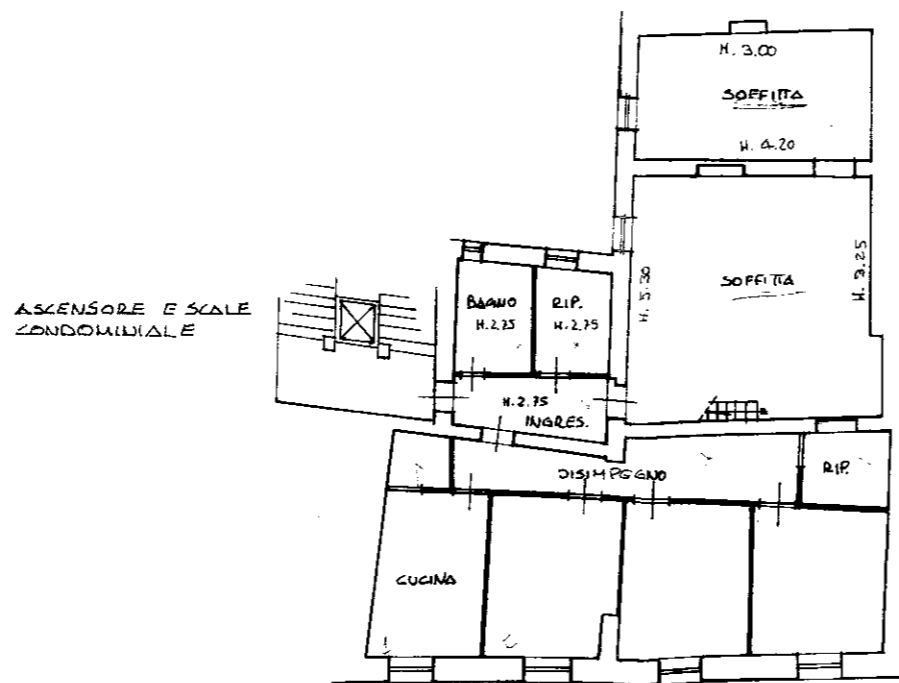 H. 3.00
SOFFITTA
H. 4.20
SOFFITTA
H. 5.30
H. 3.25
ASCENSORE E SCALE
CONDOMINIALE
BAGNO
H. 2.75
RIP.
H. 2.75
H. 2.75
INGRES.
DISIMPEGNO
RIP.
CUCINA